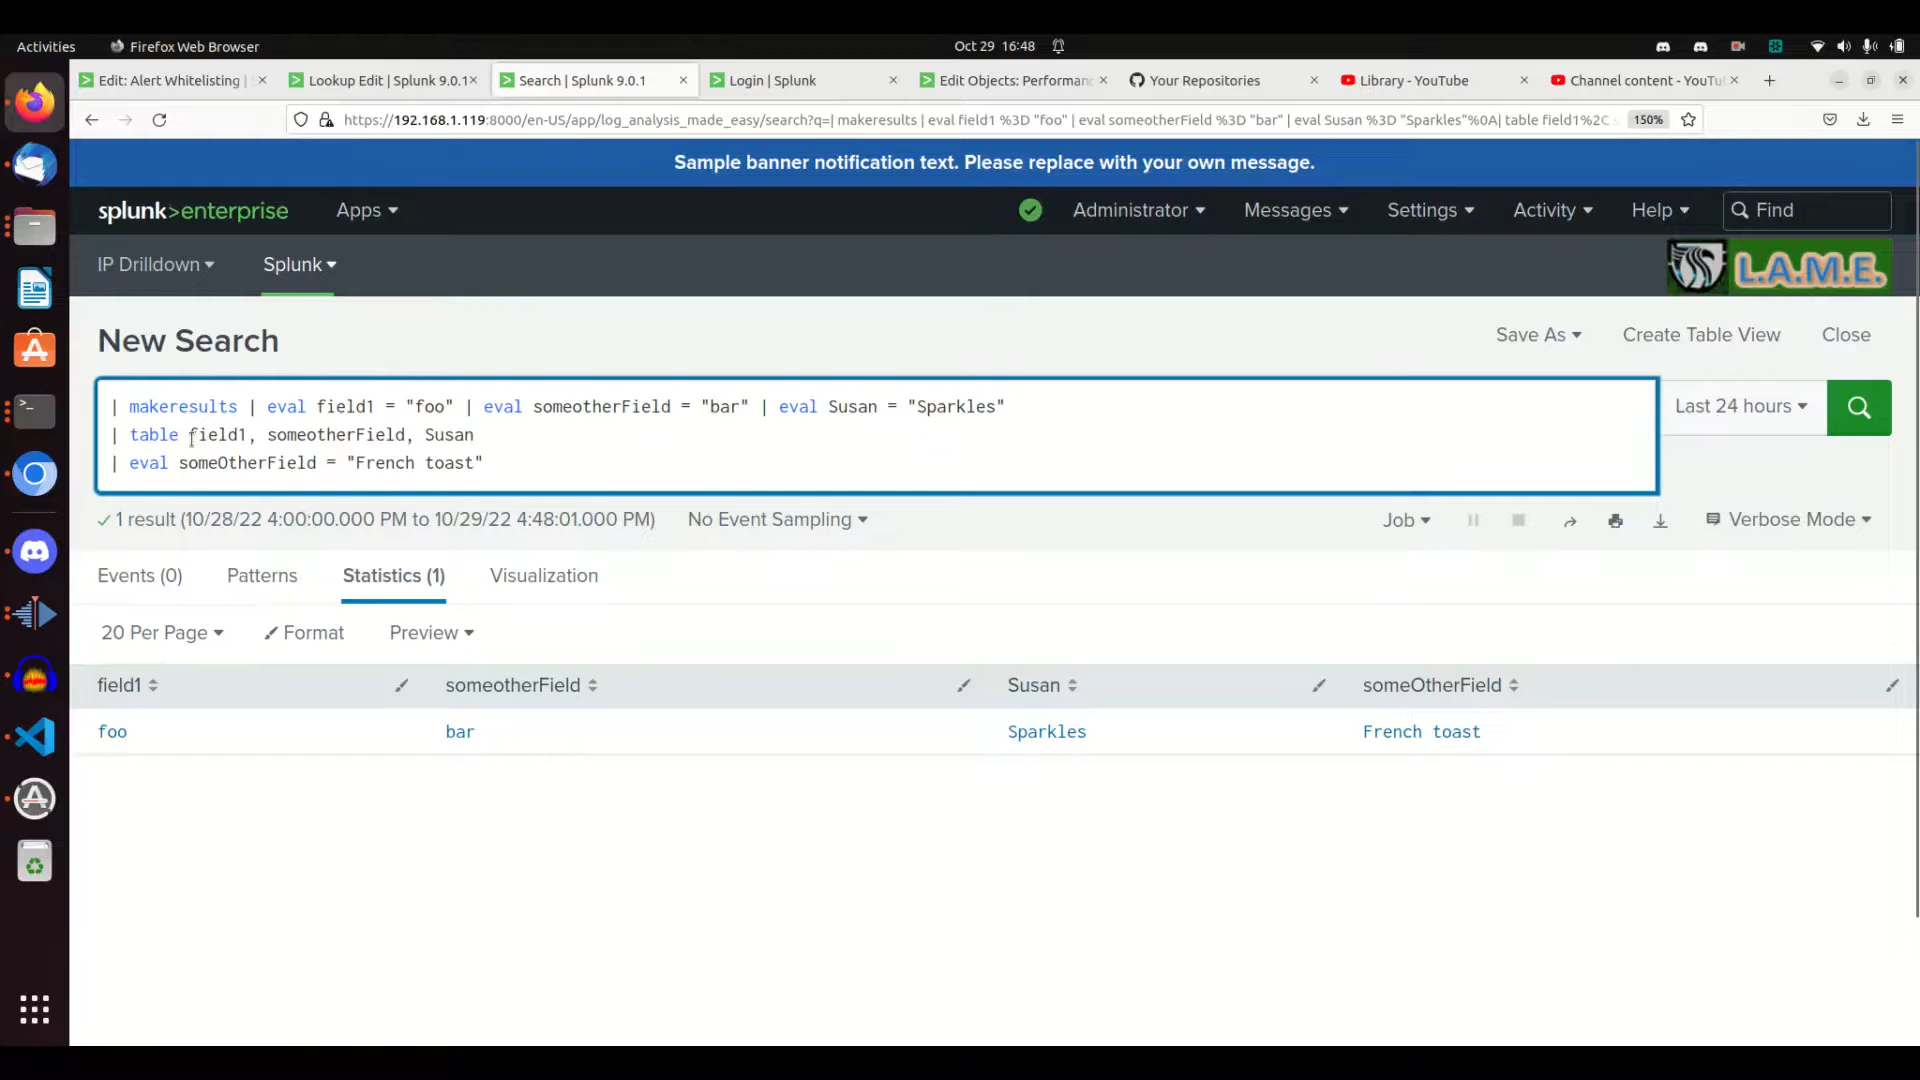 Activities Firefox Web Browser Oct 29 16:48
Edit: Alert Whitelisting | Lookup Edit | Splunk 9.0.1 Search | Splunk 9.0.1 Login | Splunk Edit Objects: Performan Your Repositories Library - YouTube Channel content - YouTu
https://192.168.1.119:8000/en-US/app/log_analysis_made_easy/search?q=| makeresults | eval field1 %3D "foo" | eval someotherField %3D "bar" | eval Susan %3D "Sparkles"%0A| table field1%2C 150%
Sample banner notification text. Please replace with your own message.
splunk>enterprise Apps Administrator Messages Settings Activity Help Find
IP Drilldown Splunk L.A.M.E.
New Search Save As Create Table View Close
| makeresults | eval field1 = "foo" | eval someotherField = "bar" | eval Susan = "Sparkles" Last 24 hours
| table field1, someotherField, Susan
| eval someOtherField = "French toast"
1 result (10/28/22 4:00:00.000 PM to 10/29/22 4:48:01.000 PM) No Event Sampling Job Verbose Mode
Events (0) Patterns Statistics (1) Visualization
20 Per Page Format Preview
field1 someotherField Susan someOtherField
foo bar Sparkles French toast